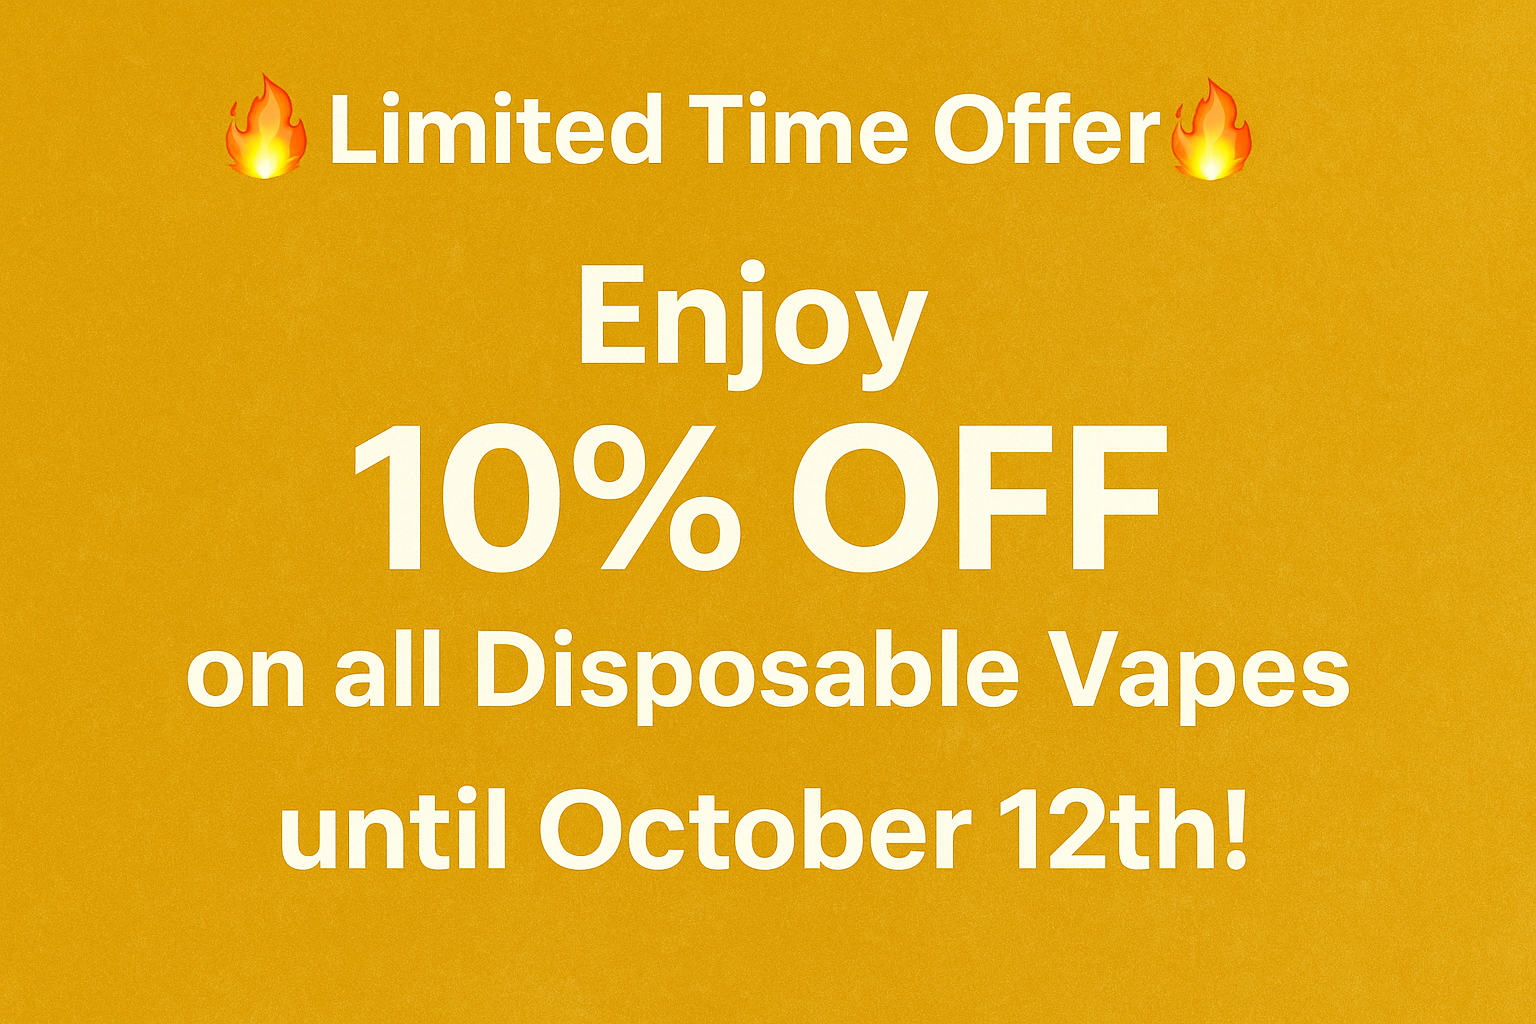 🔥Limited Time Offer🔥
Enjoy
10% OFF
on all Disposable Vapes
until October 12th!